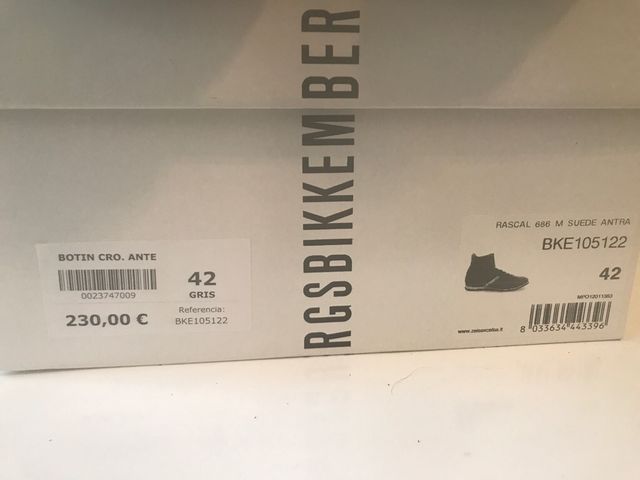 RGSBIKKEMBER
BOTIN CRO. ANTE
0023747009
42
GRIS
230,00 €
Referencia:
BKE105122
RASCAL 686 M SUEDE ANTRA
BKE105122
42
MPO12011353
8 033634 443396